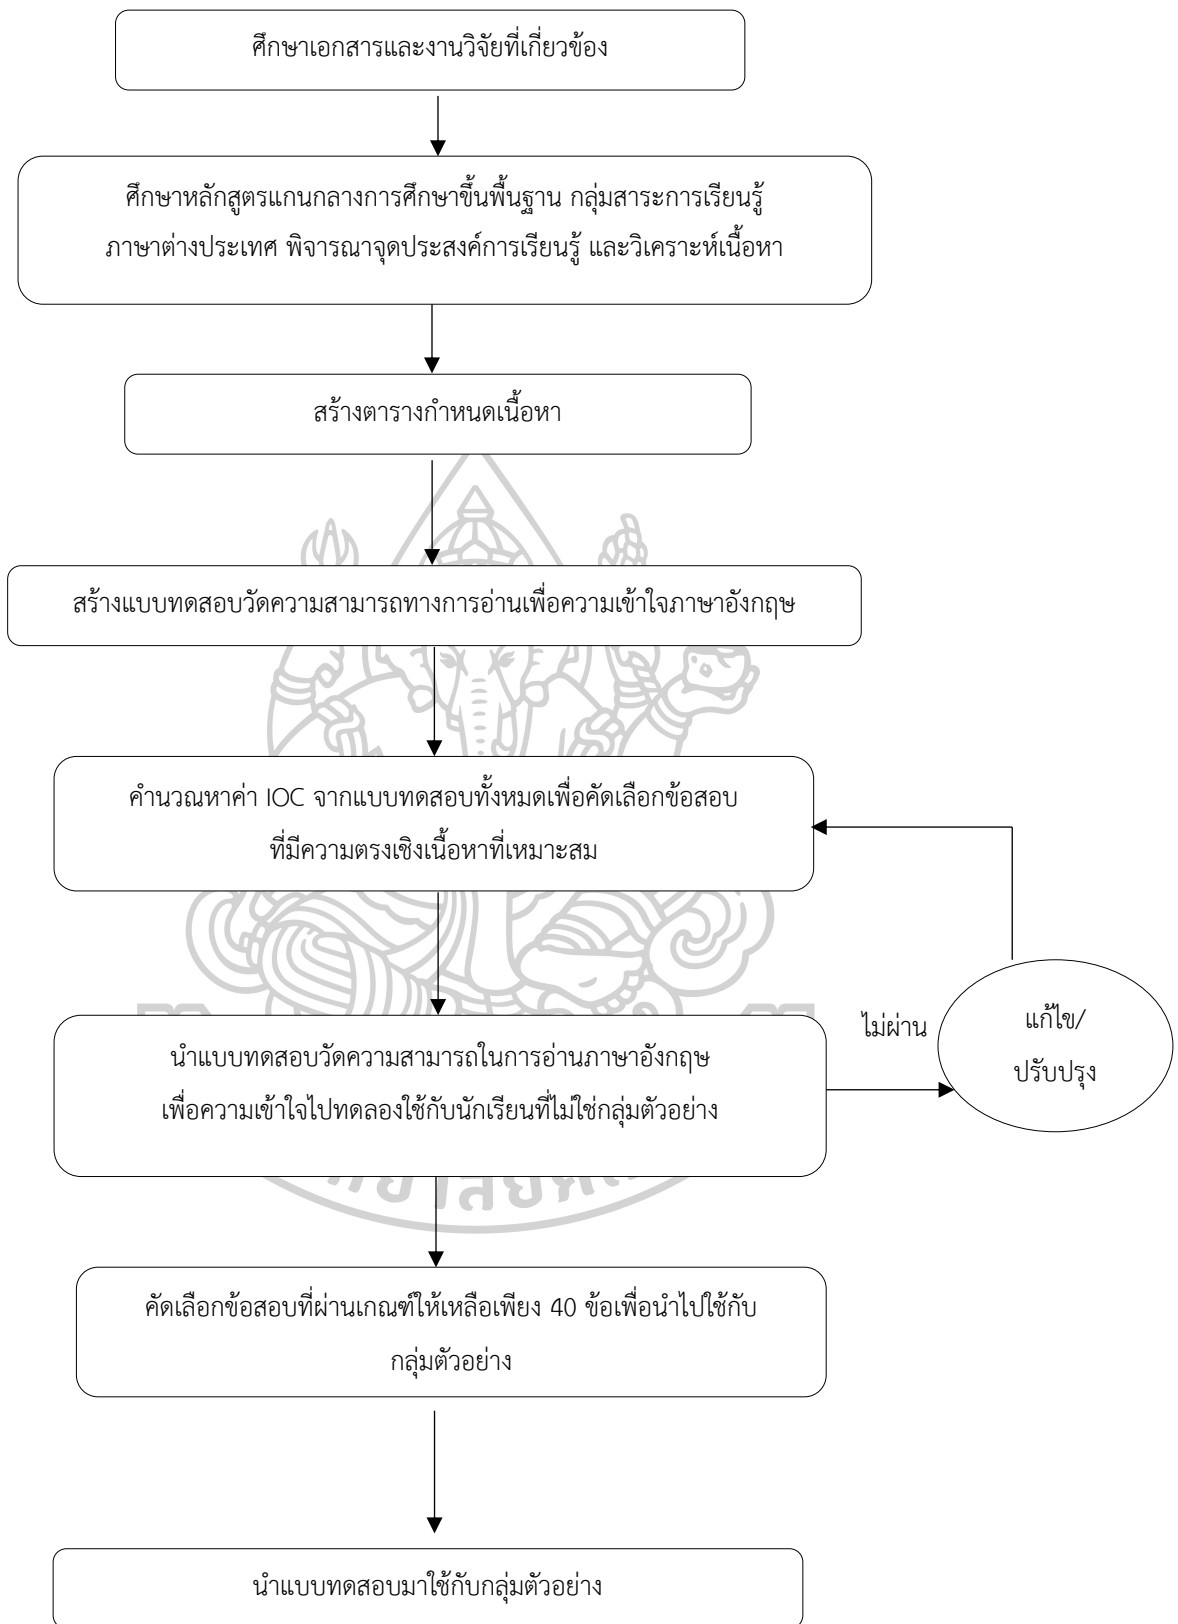 ศึกษาเอกสารและงานวิจัยที่เกี่ยวข้อง
ศึกษาหลักสูตรแกนกลางการศึกษาขึ้นพื้นฐาน กลุ่มสาระการเรียนรู้
ภาษาต่างประเทศ พิจารณาจุดประสงค์การเรียนรู้ และวิเคราะห์เนื้อหา
สร้างตารางกำหนดเนื้อหา
สร้างแบบทดสอบวัดความสามารถทางการอ่านเพื่อความเข้าใจภาษาอังกฤษ
คำนวณหาค่า IOC จากแบบทดสอบทั้งหมดเพื่อคัดเลือกข้อสอบ
ที่มีความตรงเชิงเนื้อหาที่เหมาะสม
นำแบบทดสอบวัดความสามารถในการอ่านภาษาอังกฤษ
เพื่อความเข้าใจไปทดลองใช้กับนักเรียนที่ไม่ใช่กลุ่มตัวอย่าง
ไม่ผ่าน
แก้ไข/
ปรับปรุง
คัดเลือกข้อสอบที่ผ่านเกณฑ์ให้เหลือเพียง 40 ข้อเพื่อนำไปใช้กับ
กลุ่มตัวอย่าง
นำแบบทดสอบมาใช้กับกลุ่มตัวอย่าง